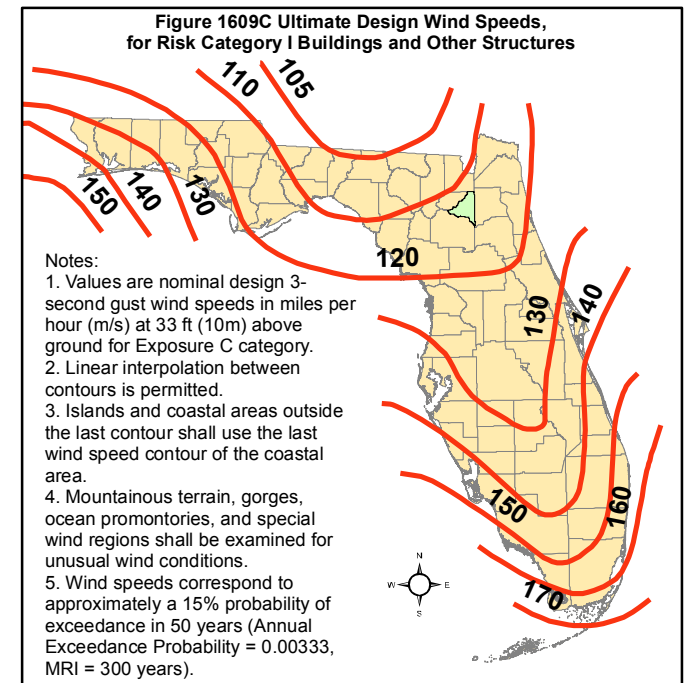 Figure 1609C Ultimate Design Wind Speeds,
for Risk Category I Buildings and Other Structures
105
110
150
140
130
120
130
140
150
160
170
N
W
E
S
Notes:
1. Values are nominal design 3-
second gust wind speeds in miles per
hour (m/s) at 33 ft (10m) above
ground for Exposure C category.
2. Linear interpolation between
contours is permitted.
3. Islands and coastal areas outside
the last contour shall use the last
wind speed contour of the coastal
area.
4. Mountainous terrain, gorges,
ocean promontories, and special
wind regions shall be examined for
unusual wind conditions.
5. Wind speeds correspond to
approximately a 15% probability of
exceedance in 50 years (Annual
Exceedance Probability = 0.00333,
MRI = 300 years).